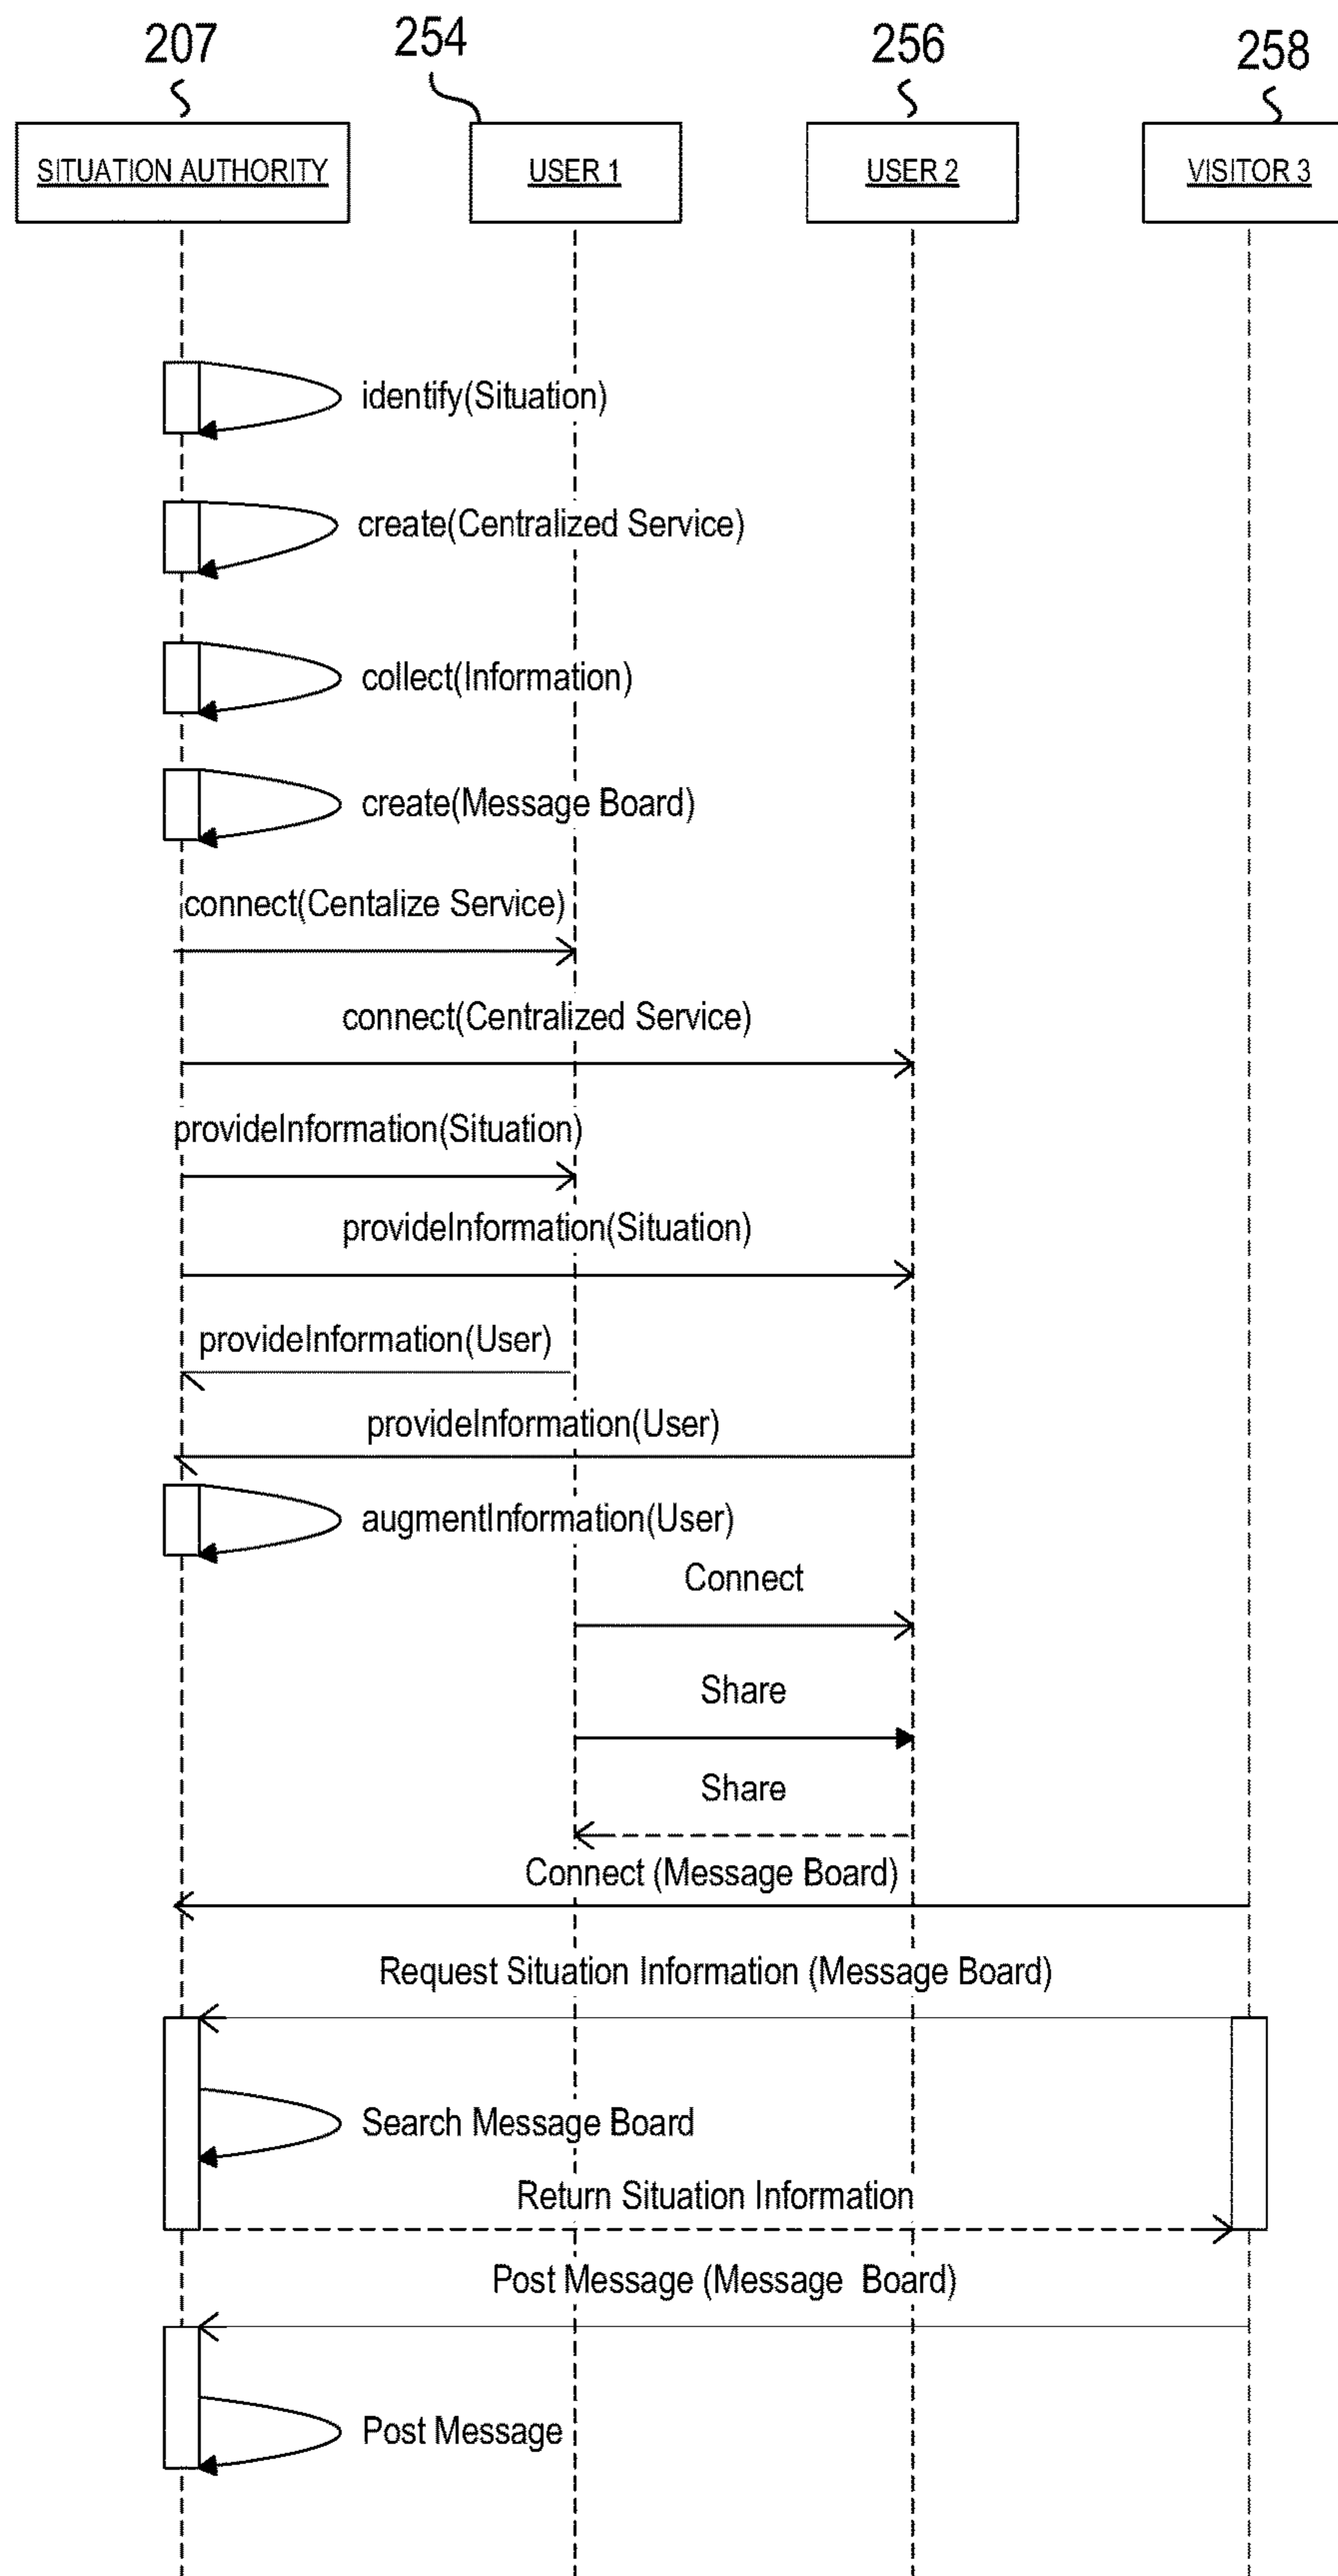 207 254 256 258
SITUATION AUTHORITY USER 1 USER 2 VISITOR 3
identify(Situation)
create(Centralized Service)
collect(Information)
create(Message Board)
connect(Centalize Service)
connect(Centralized Service)
provideInformation(Situation)
provideInformation(Situation)
provideInformation(User)
provideInformation(User)
augmentInformation(User)
Connect
Share
Share
Connect (Message Board)
Request Situation Information (Message Board)
Search Message Board
Return Situation Information
Post Message (Message Board)
Post Message